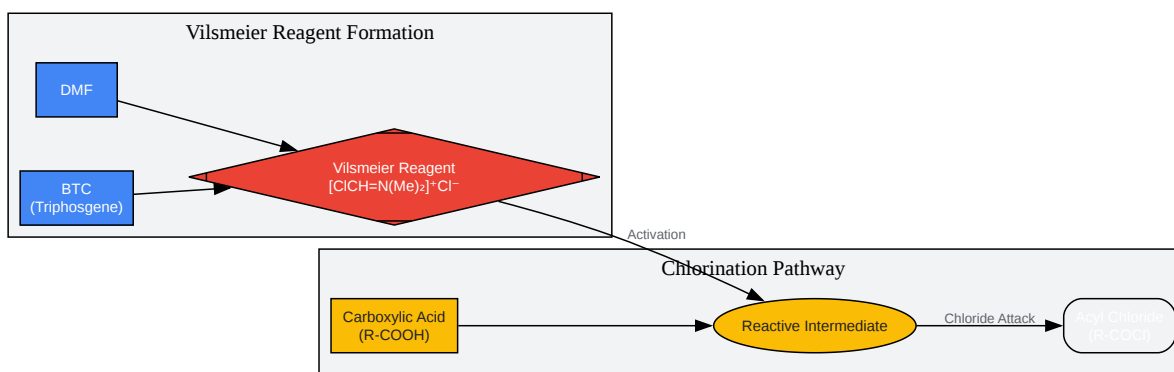 Vilsmeier Reagent Formation
DMF
BTC
(Triphosgene)
Vilsmeier Reagent
[ClCH=N(Me)₂]⁺Cl⁻
Activation
Chlorination Pathway
Carboxylic Acid
(R-COOH)
Reactive Intermediate
Chloride Attack
Acyl Chloride
(R-COCl)